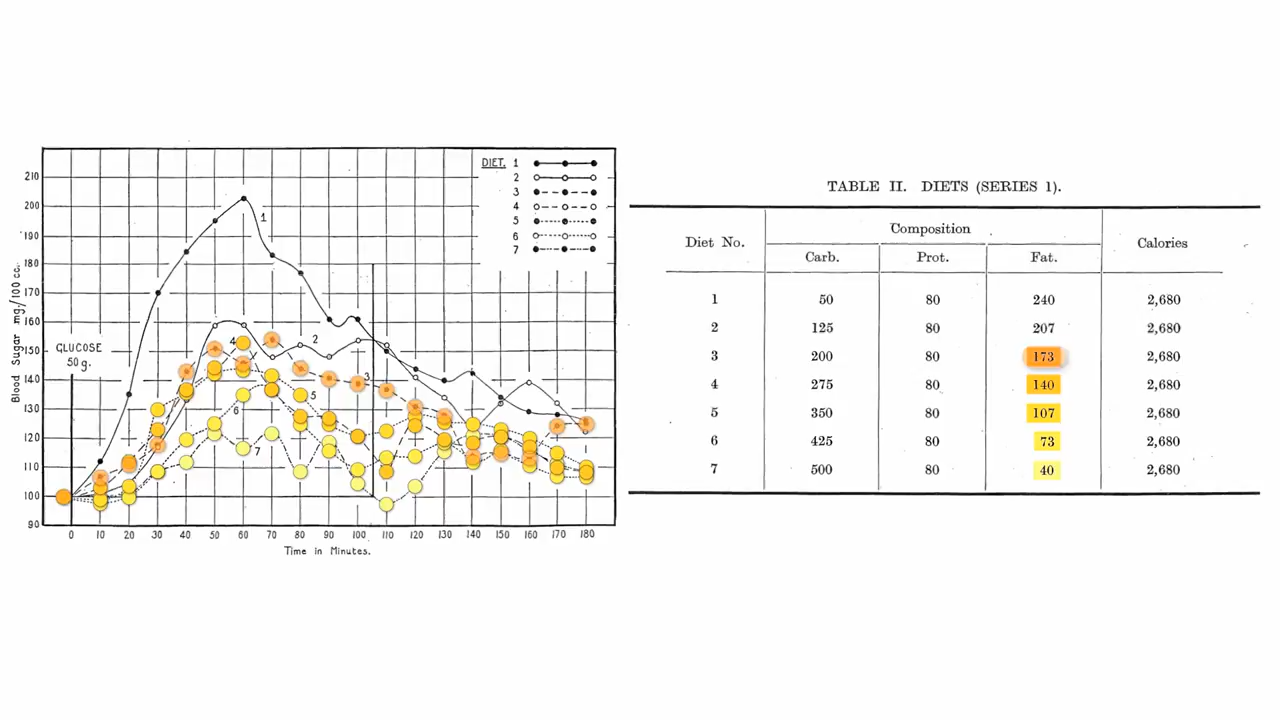 210
200
190
180
170
160
150
140
130
120
110
100
90
Blood Sugar mg/100 cc.
GLUCOSE
50 g.
DIET. 1
2
3
4
5
6
7
1
2
3
4
5
6
7
0 10 20 30 40 50 60 70 80 90 100 110 120 130 140 150 160 170 180
Time in Minutes.
TABLE II. DIETS (SERIES 1).
Diet No. Composition Calories
Carb. Prot. Fat.
1 50 80 240 2,680
2 125 80 207 2,680
3 200 80 173 2,680
4 275 80 140 2,680
5 350 80 107 2,680
6 425 80 73 2,680
7 500 80 40 2,680